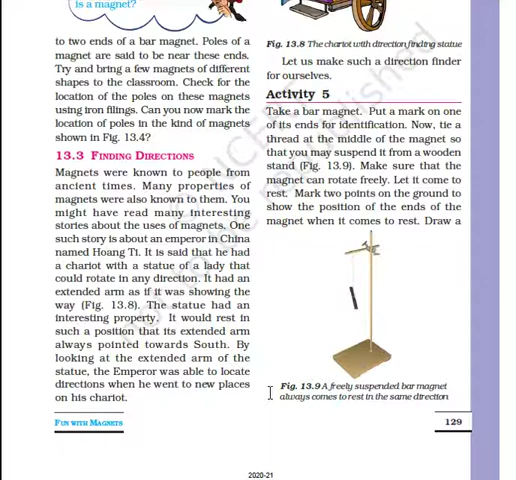 is a magnet?
to two ends of a bar magnet. Poles of a
magnet are said to be near these ends.
Try and bring a few magnets of different
shapes to the classroom. Check for the
location of the poles on these magnets
using iron filings. Can you now mark the
location of poles in the kind of magnets
shown in Fig. 13.4?
13.3 FINDING DIRECTIONS
Magnets were known to people from
ancient times. Many properties of
magnets were also known to them. You
might have read many interesting
stories about the uses of magnets. One
such story is about an emperor in China
named Hoang Ti. It is said that he had
a chariot with a statue of a lady that
could rotate in any direction. It had an
extended arm as if it was showing the
way (Fig. 13.8). The statue had an
interesting property. It would rest in
such a position that its extended arm
always pointed towards South. By
looking at the extended arm of the
statue, the Emperor was able to locate
directions when he went to new places
on his chariot.
Fig. 13.8 The chariot with direction finding statue
Let us make such a direction finder
for ourselves.
Activity 5
Take a bar magnet. Put a mark on one
of its ends for identification. Now, tie a
thread at the middle of the magnet so
that you may suspend it from a wooden
stand (Fig. 13.9). Make sure that the
magnet can rotate freely. Let it come to
rest. Mark two points on the ground to
show the position of the ends of the
magnet when it comes to rest. Draw a
Fig. 13.9 A freely suspended bar magnet
always comes to rest in the same direction
FUN WITH MAGNETS
129
2020-21